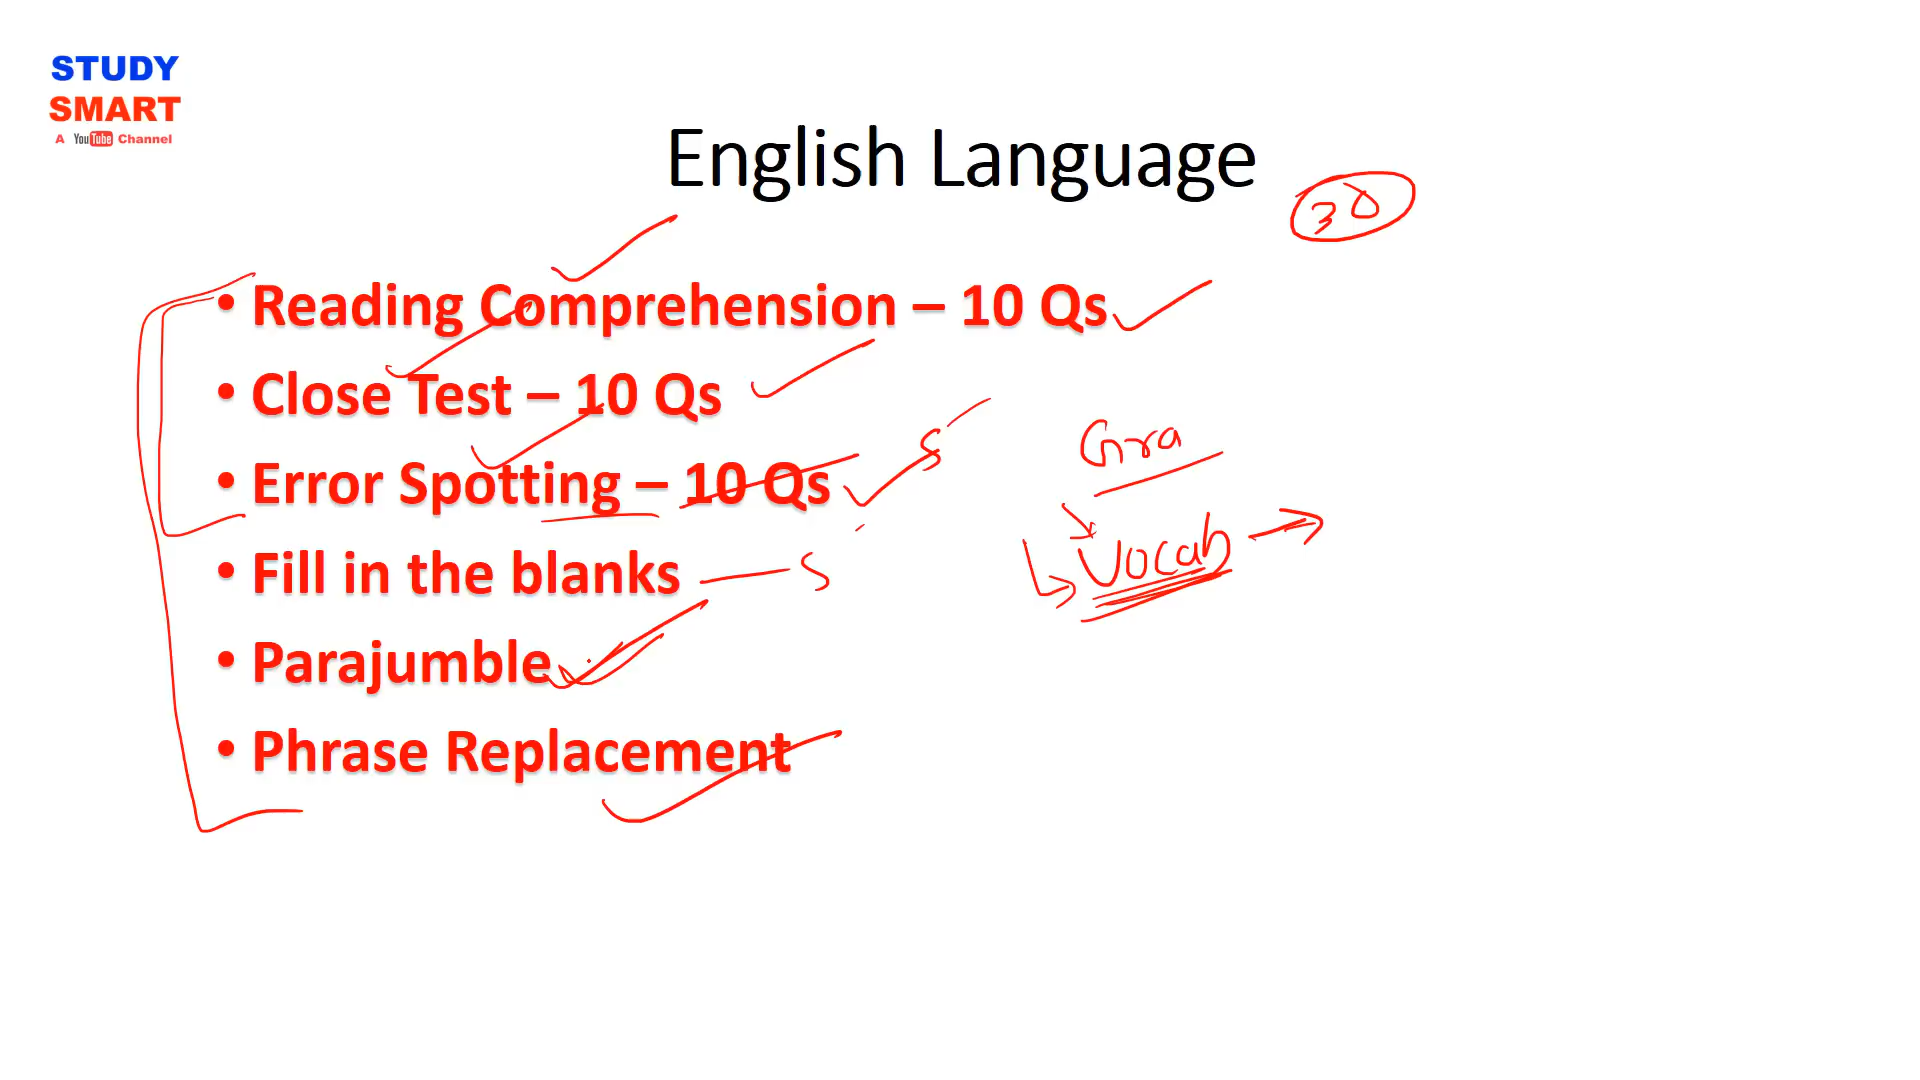 STUDY
SMART
A YouTube Channel
English Language
30
• Reading Comprehension – 10 Qs
• Close Test – 10 Qs
• Error Spotting – 10 Qs
S
Gra
• Fill in the blanks
S
Vocab
• Parajumble
• Phrase Replacement